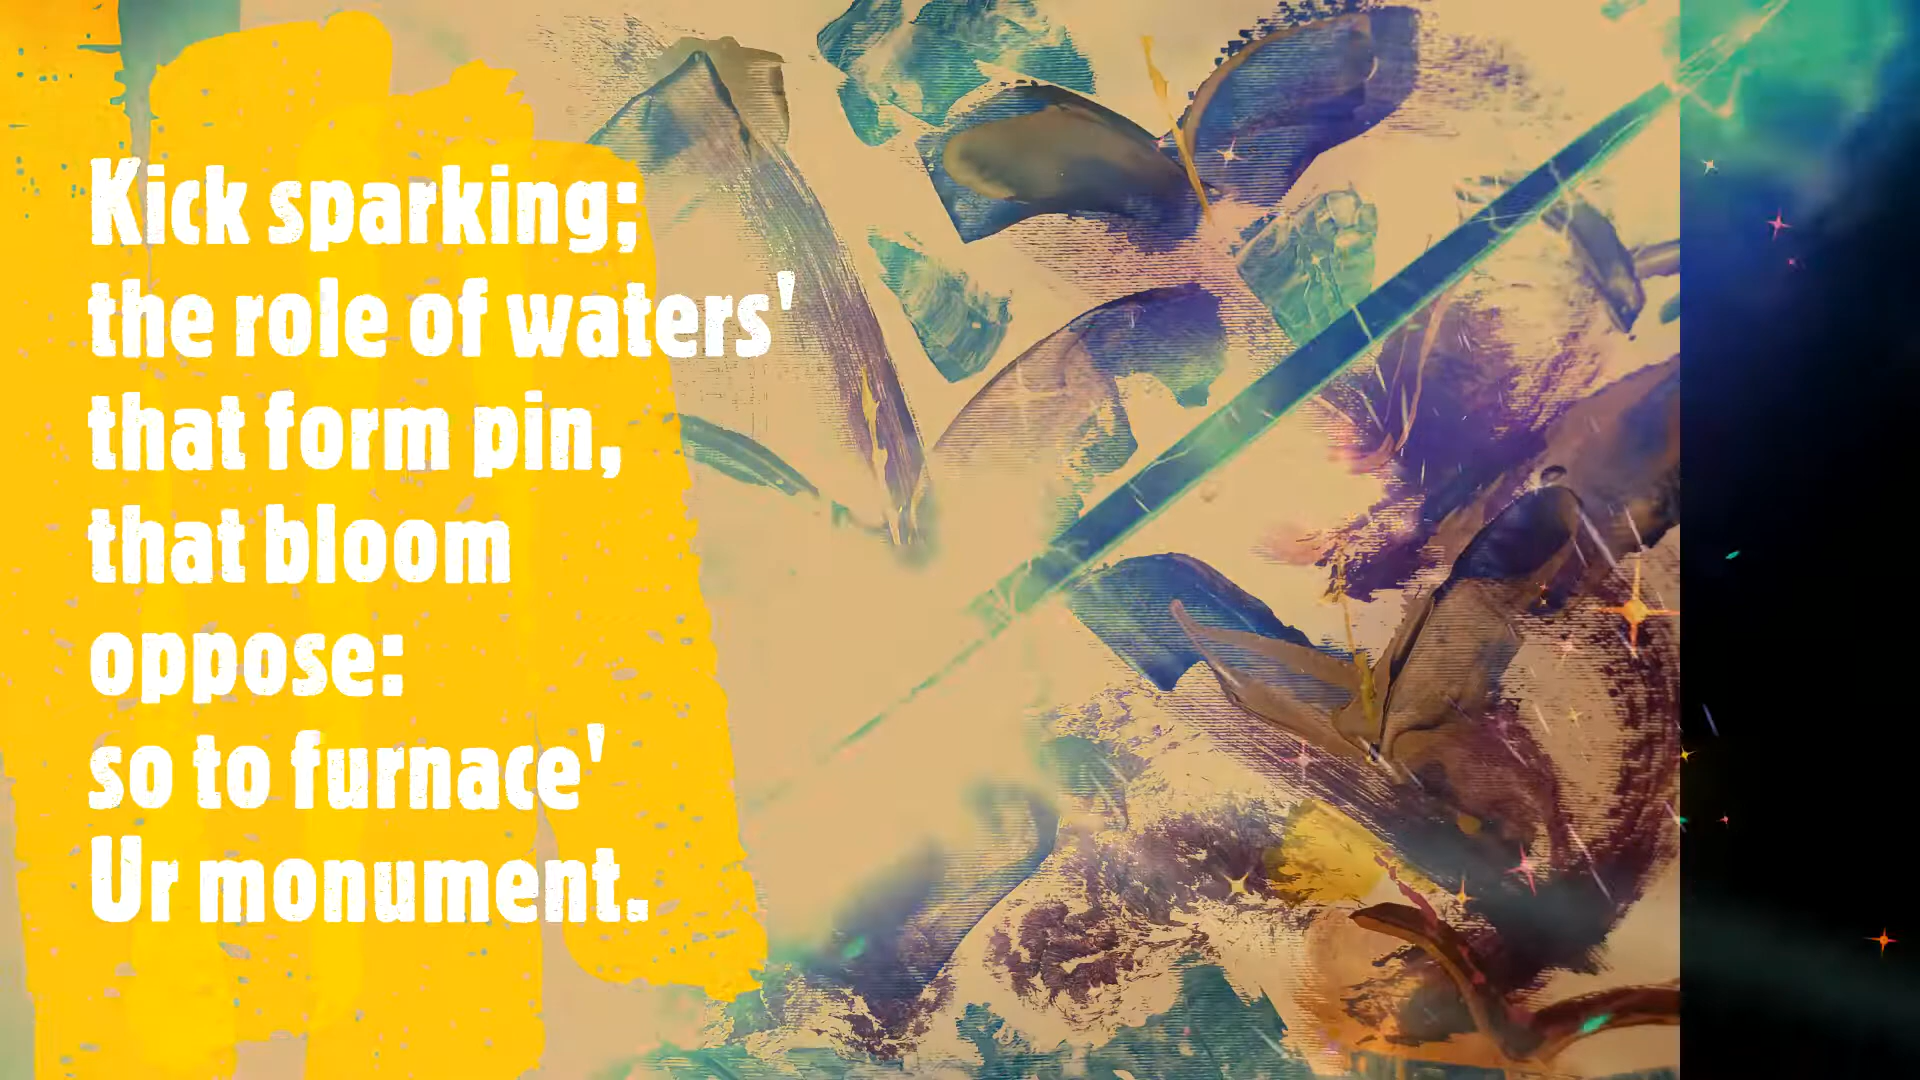 Kick sparking;
the role of waters'
that form pin,
that bloom
oppose:
so to furnace'
Ur monument.